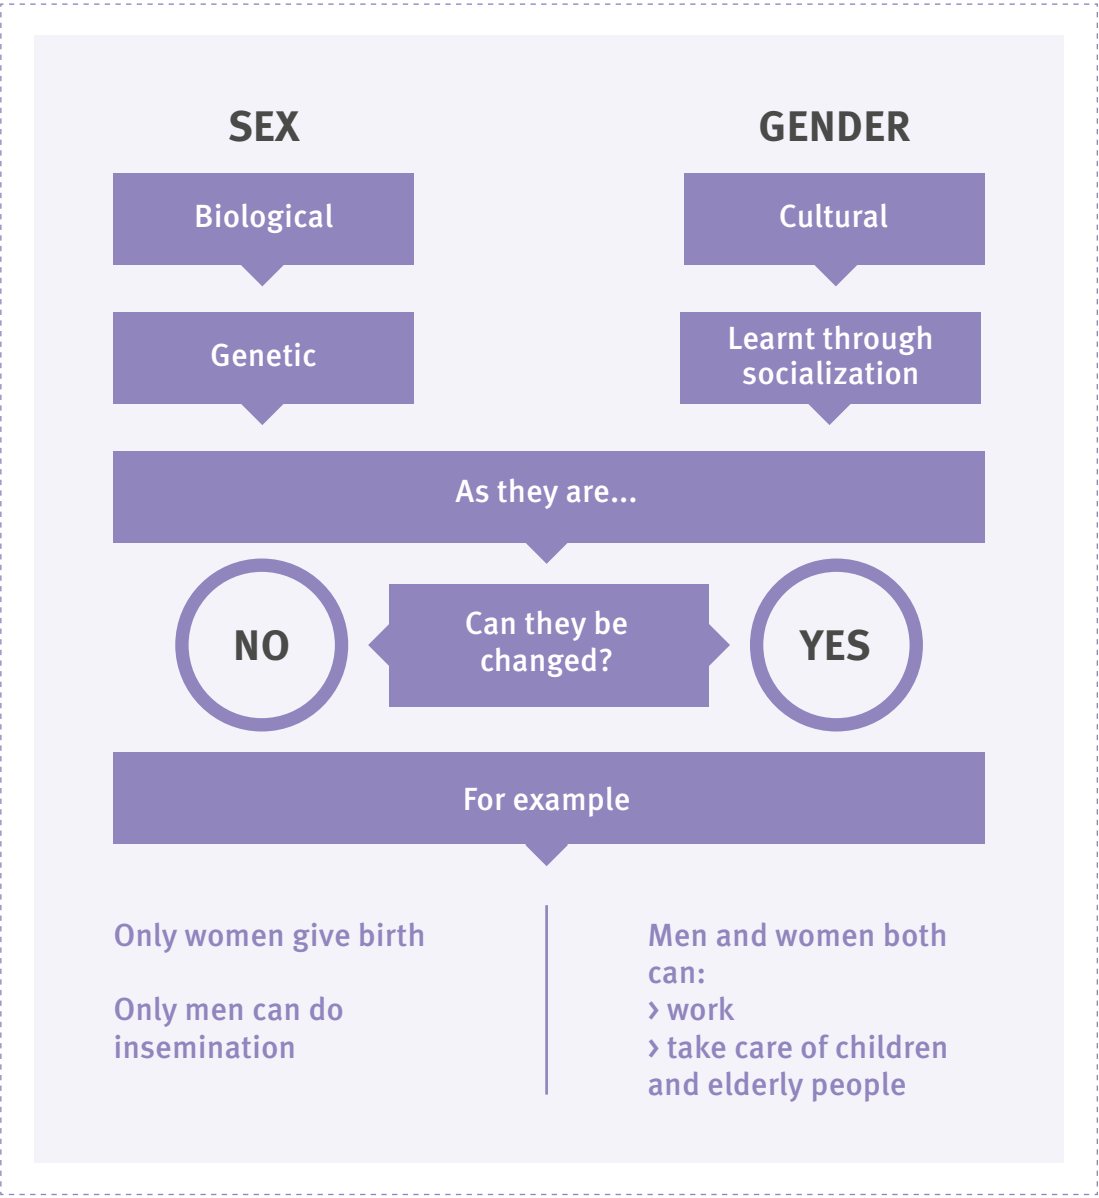 SEX
GENDER
Biological
Cultural
Genetic
Learnt through
socialization
As they are...
NO
Can they be
changed?
YES
For example
Only women give birth
Only men can do
insemination
Men and women both
can:
› work
› take care of children
and elderly people